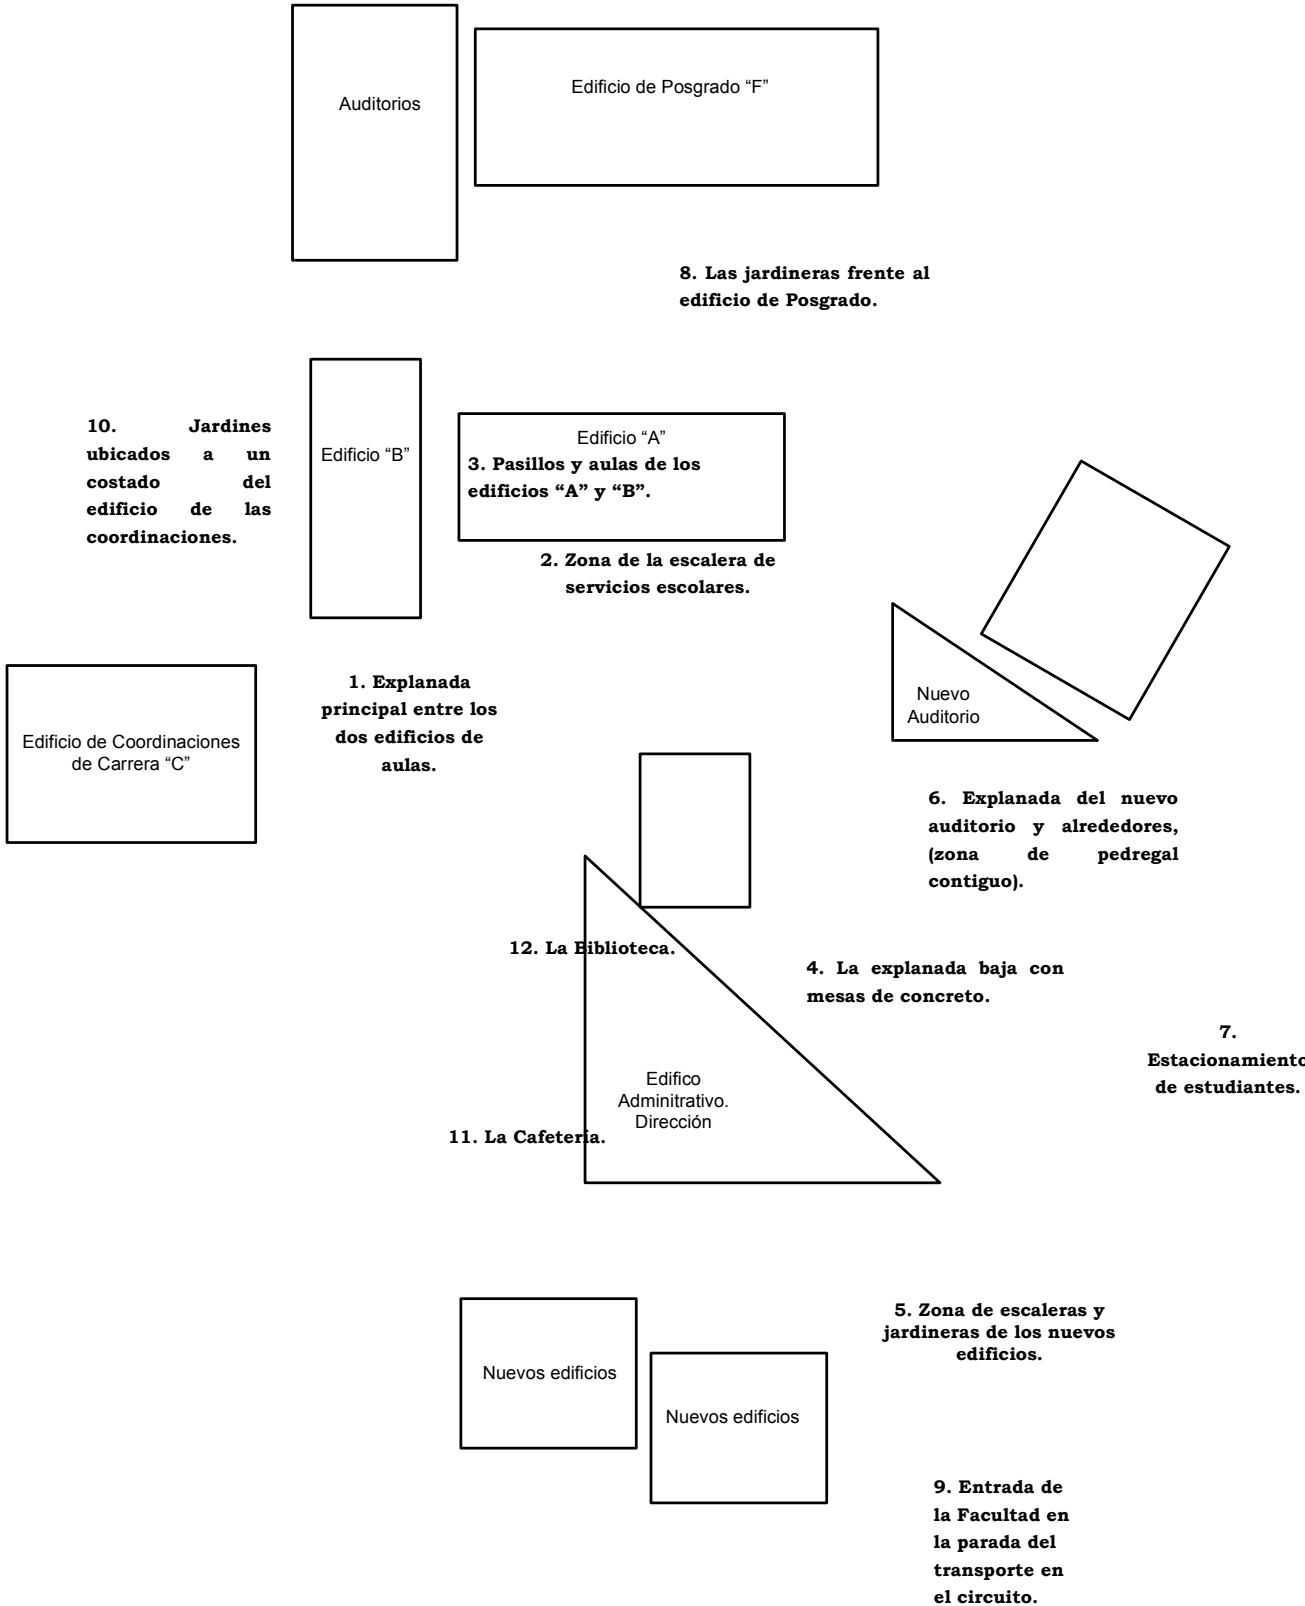 Auditorios
Edificio de Posgrado “F”
8. Las jardineras frente al
edificio de Posgrado.
10. Jardines
ubicados a un
costado del
edificio de las
coordinaciones.
Edificio “B”
Edificio “A”
3. Pasillos y aulas de los
edificios “A” y “B”.
2. Zona de la escalera de
servicios escolares.
Edificio de Coordinaciones
de Carrera “C”
1. Explanada
principal entre los
dos edificios de
aulas.
Nuevo
Auditorio
6. Explanada del nuevo
auditorio y alrededores,
(zona de pedregal
contiguo).
12. La Biblioteca.
4. La explanada baja con
mesas de concreto.
7.
Estacionamiento
de estudiantes.
Edifico
Adminitrativo.
Dirección
11. La Cafetería.
5. Zona de escaleras y
jardineras de los nuevos
edificios.
Nuevos edificios
Nuevos edificios
9. Entrada de
la Facultad en
la parada del
transporte en
el circuito.